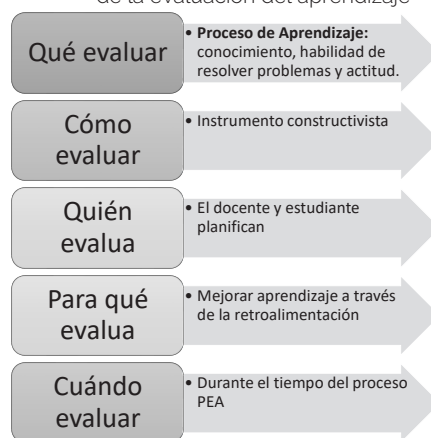 de la evaluación del aprendizaje
Qué evaluar
• Proceso de Aprendizaje:
conocimiento, habilidad de
resolver problemas y actitud.
Cómo
evaluar
• Instrumento constructivista
Quién
evalua
• El docente y estudiante
planifican
Para qué
evalua
• Mejorar aprendizaje a través
de la retroalimentación
Cuándo
evaluar
• Durante el tiempo del proceso
PEA